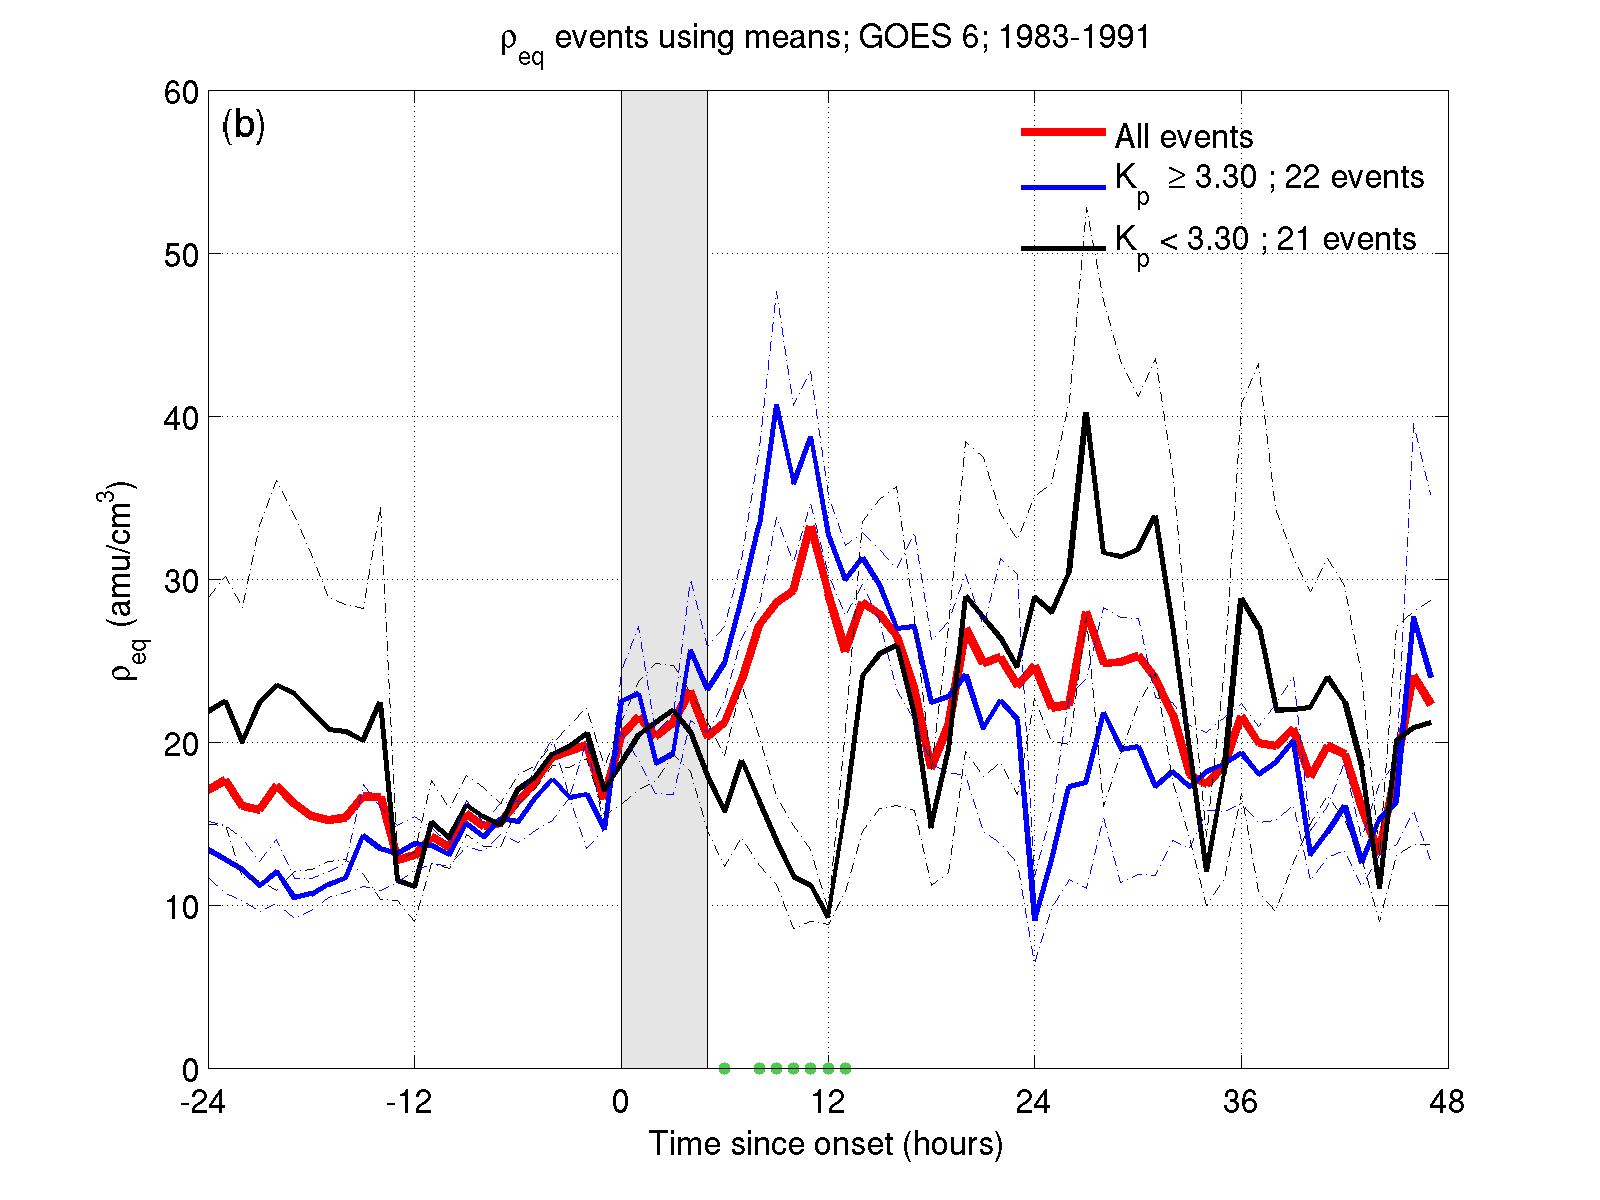 ρeq events using means; GOES 6; 1983-1991
(b)
All events
Kp ≥ 3.30 ; 22 events
Kp < 3.30 ; 21 events
60
50
40
30
20
10
0
ρeq (amu/cm³)
-24 -12 0 12 24 36 48
Time since onset (hours)